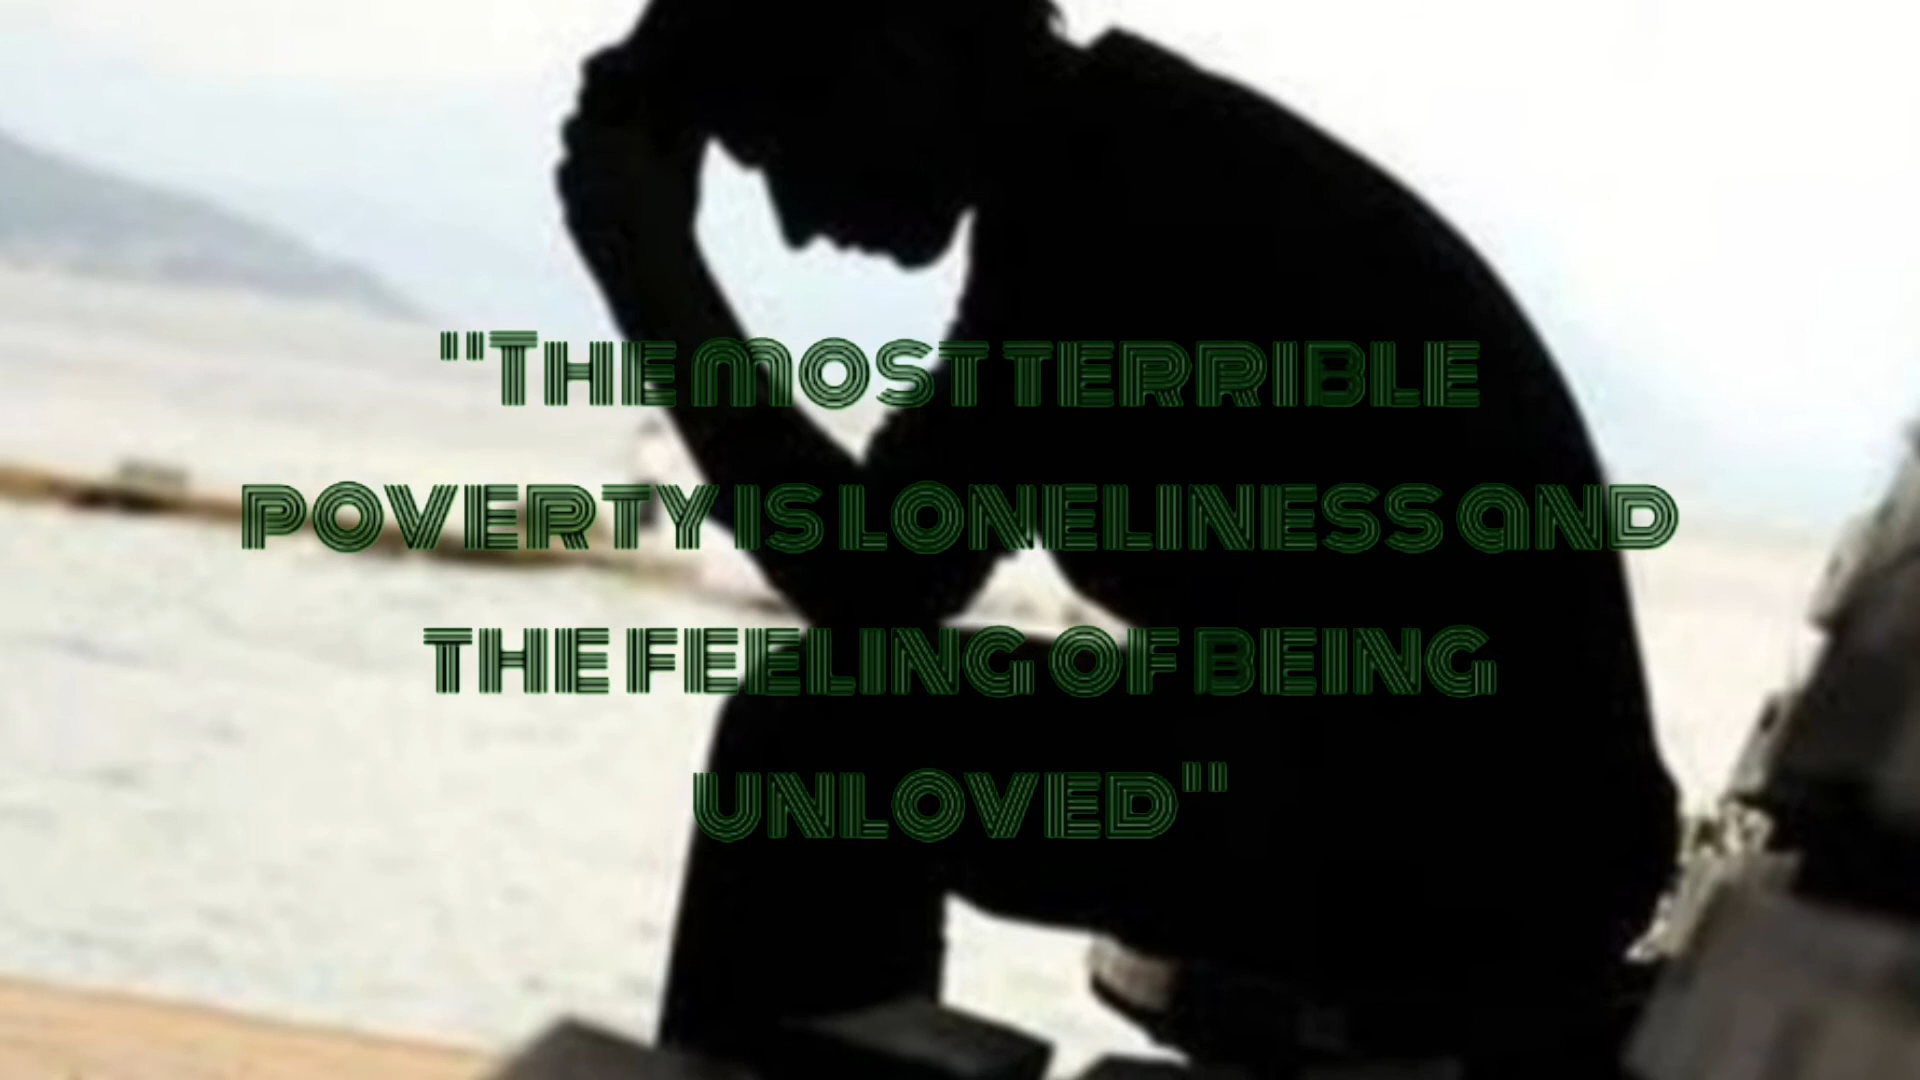 "The most terrible
poverty is loneliness and
the feeling of being
unloved"